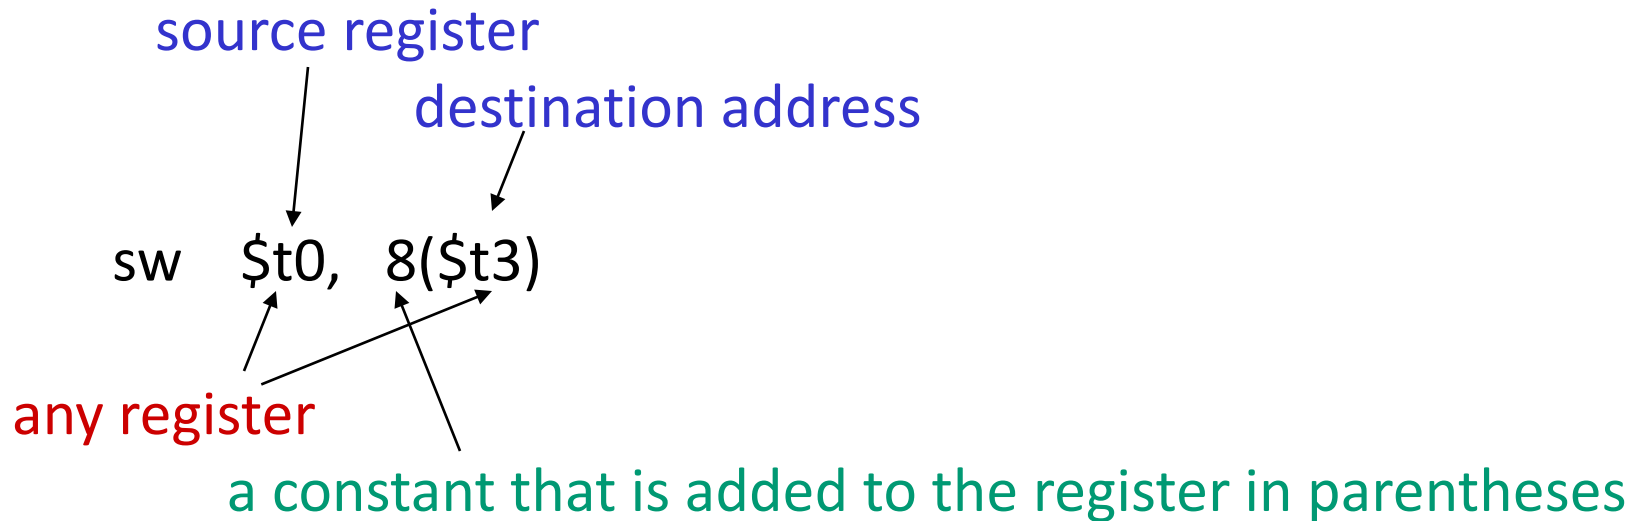 source register
destination address
sw $t0, 8($t3)
any register
a constant that is added to the register in parentheses